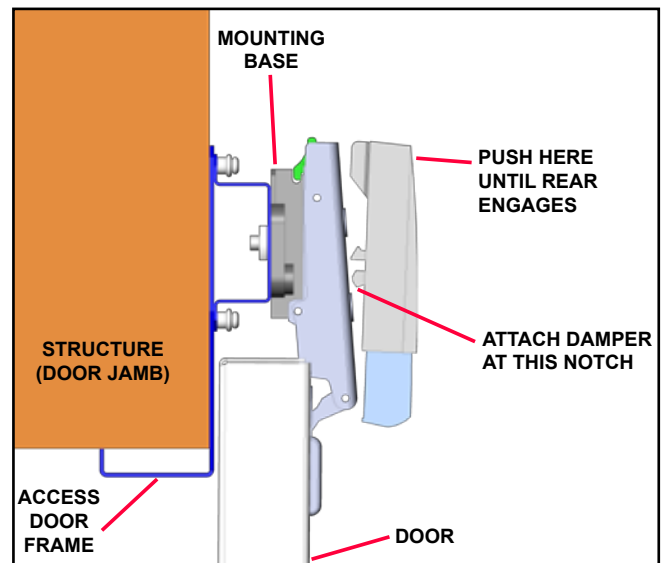 MOUNTING
BASE
PUSH HERE
UNTIL REAR
ENGAGES
ATTACH DAMPER
AT THIS NOTCH
STRUCTURE
(DOOR JAMB)
ACCESS
DOOR
FRAME
DOOR